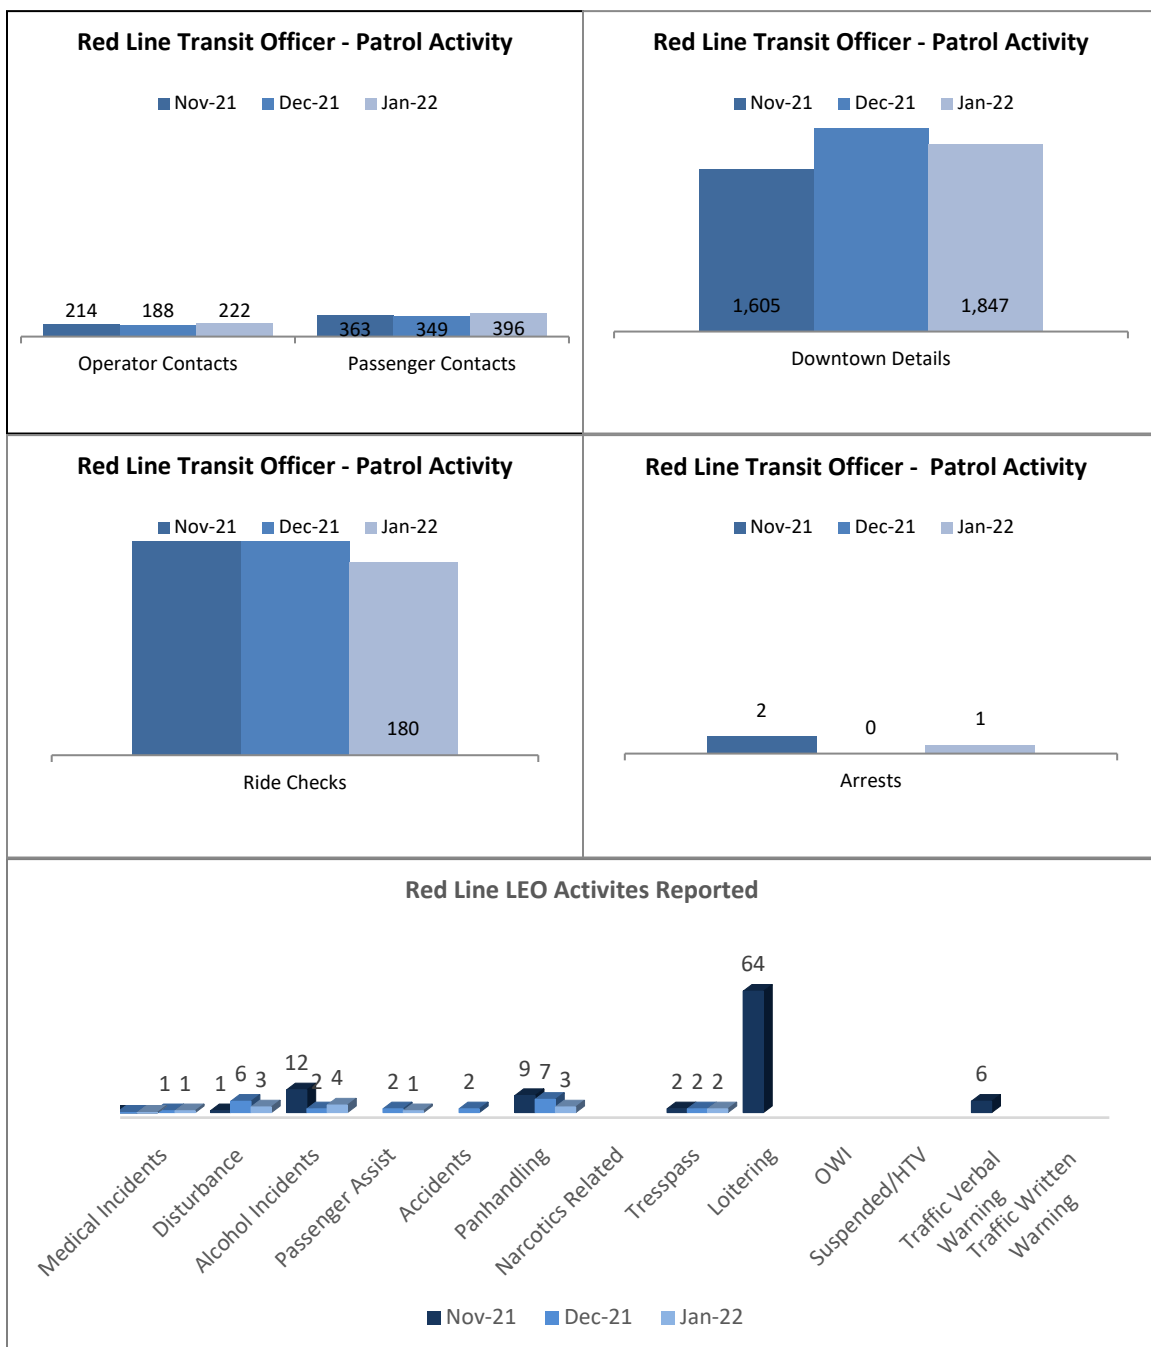 Red Line Transit Officer - Patrol Activity
Nov-21 Dec-21 Jan-22
214 188 222
363 349 396
Operator Contacts Passenger Contacts
Red Line Transit Officer - Patrol Activity
Nov-21 Dec-21 Jan-22
1,605 1,847
Downtown Details
Red Line Transit Officer - Patrol Activity
Nov-21 Dec-21 Jan-22
180
Ride Checks
Red Line Transit Officer - Patrol Activity
Nov-21 Dec-21 Jan-22
2 0 1
Arrests
Red Line LEO Activites Reported
1 1 1 6 3 12 2 4 2 1 2 9 7 3 2 2 2 64 6
Medical Incidents
Disturbance
Alcohol Incidents
Passenger Assist
Accidents
Panhandling
Narcotics Related
Tresspass
Loitering
OWI
Suspended/HTV
Traffic Verbal
Warning
Traffic Written
Warning
Nov-21 Dec-21 Jan-22